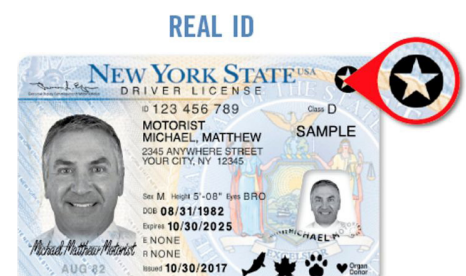 REAL ID
NEW YORK STATE USA
DRIVER LICENSE
ID 123 456 789
Class D
MOTORIST
MICHAEL, MATTHEW
SAMPLE
2345 ANYWHERE STREET
YOUR CITY, NY 12345
Sex M Height 5'-08" Eyes BRO
DOB 08/31/1982
Expires 10/30/2025
E NONE
R NONE
Issued 10/30/2017
Michael Matthew Motorist
AUG 82
MICHAEL
EXCELSIOR
Organ
Donor